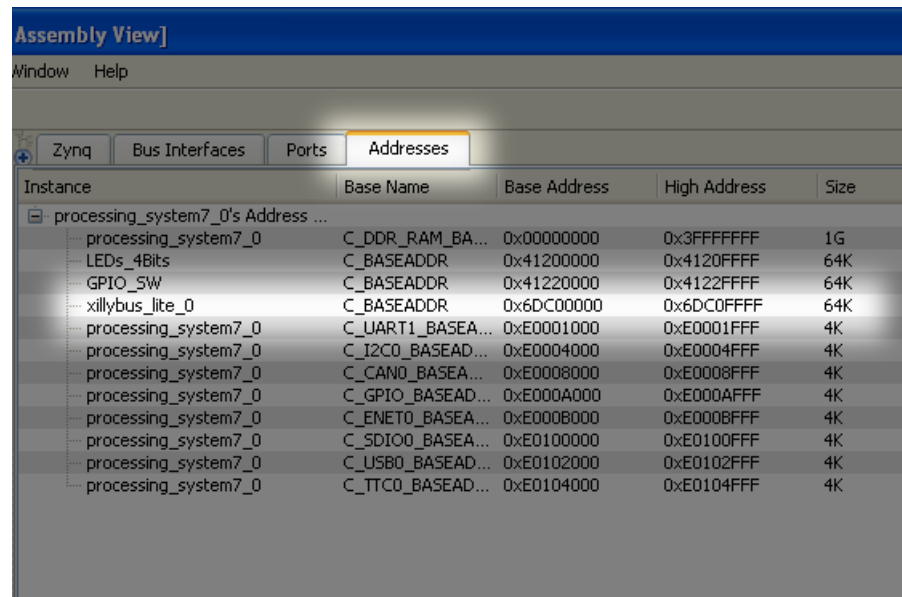 Assembly View]
Window Help
Zynq Bus Interfaces Ports Addresses
Instance Base Name Base Address High Address Size
processing_system7_0's Address ...
processing_system7_0 C_DDR_RAM_BA... 0x00000000 0x3FFFFFFF 1G
LEDs_4Bits C_BASEADDR 0x41200000 0x4120FFFF 64K
GPIO_SW C_BASEADDR 0x41220000 0x4122FFFF 64K
xillybus_lite_0 C_BASEADDR 0x6DC00000 0x6DC0FFFF 64K
processing_system7_0 C_UART1_BASEA... 0xE0001000 0xE0001FFF 4K
processing_system7_0 C_I2C0_BASEAD... 0xE0004000 0xE0004FFF 4K
processing_system7_0 C_CAN0_BASEA... 0xE0008000 0xE0008FFF 4K
processing_system7_0 C_GPIO_BASEAD... 0xE000A000 0xE000AFFF 4K
processing_system7_0 C_ENET0_BASEA... 0xE000B000 0xE000BFFF 4K
processing_system7_0 C_SDIO0_BASEA... 0xE0100000 0xE0100FFF 4K
processing_system7_0 C_USB0_BASEAD... 0xE0102000 0xE0102FFF 4K
processing_system7_0 C_TTC0_BASEAD... 0xE0104000 0xE0104FFF 4K